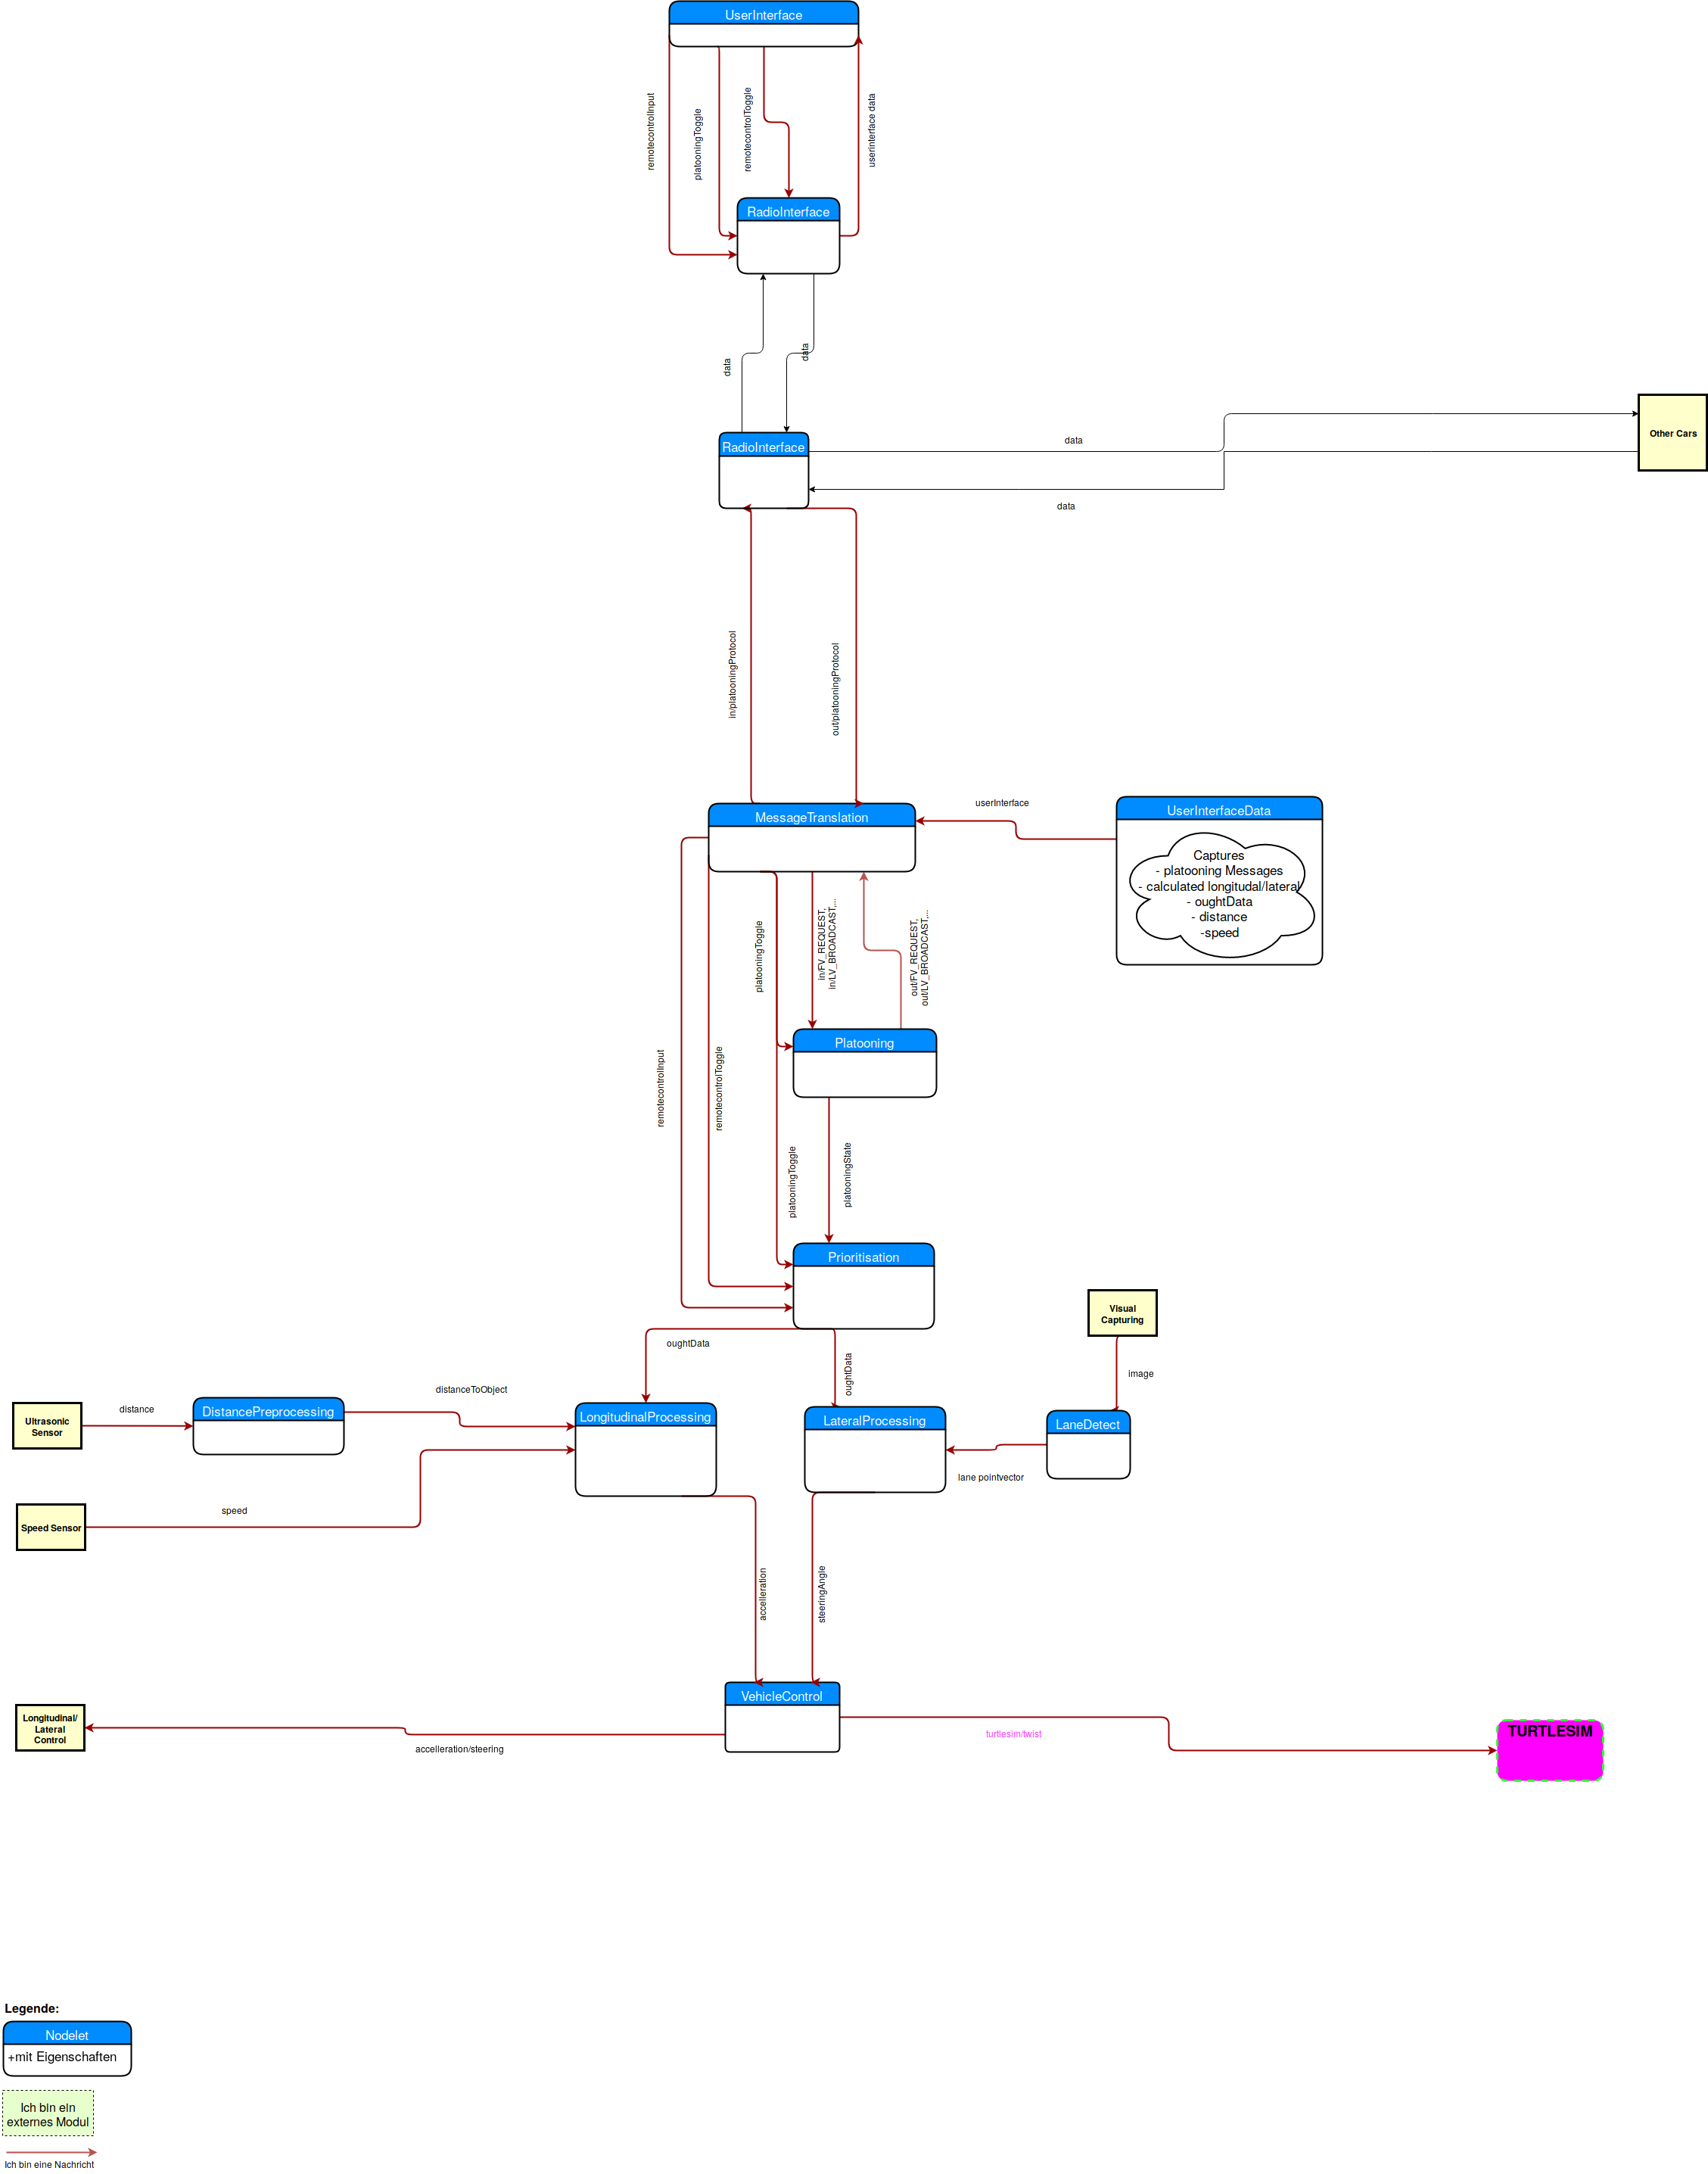 UserInterface
remotecontrolInput
platooningToggle
remotecontrolToggle
userinterface data
RadioInterface
data
data
RadioInterface
data
data
Other Cars
in/platooningProtocol
out/platooningProtocol
MessageTranslation
userInterface
UserInterfaceData
Captures
- platooning Messages
- calculated longitudal/lateral
- oughtData
- distance
-speed
platooningToggle
in/FV_REQUEST,
in/LV_BROADCAST,...
out/FV_REQUEST,
out/LV_BROADCAST,...
Platooning
remotecontrolInput
remotecontrolToggle
platooningToggle
platooningState
Prioritisation
Visual
Capturing
oughtData
oughtData
image
Ultrasonic
Sensor
distance
DistancePreprocessing
distanceToObject
LongitudinalProcessing
LateralProcessing
LaneDetect
lane pointvector
Speed Sensor
speed
accelleration
steeringAngle
VehicleControl
Longitudinal/
Lateral
Control
accelleration/steering
turtlesim/twist
TURTLESIM
Legende:
Nodelet
+mit Eigenschaften
Ich bin ein
externes Modul
Ich bin eine Nachricht